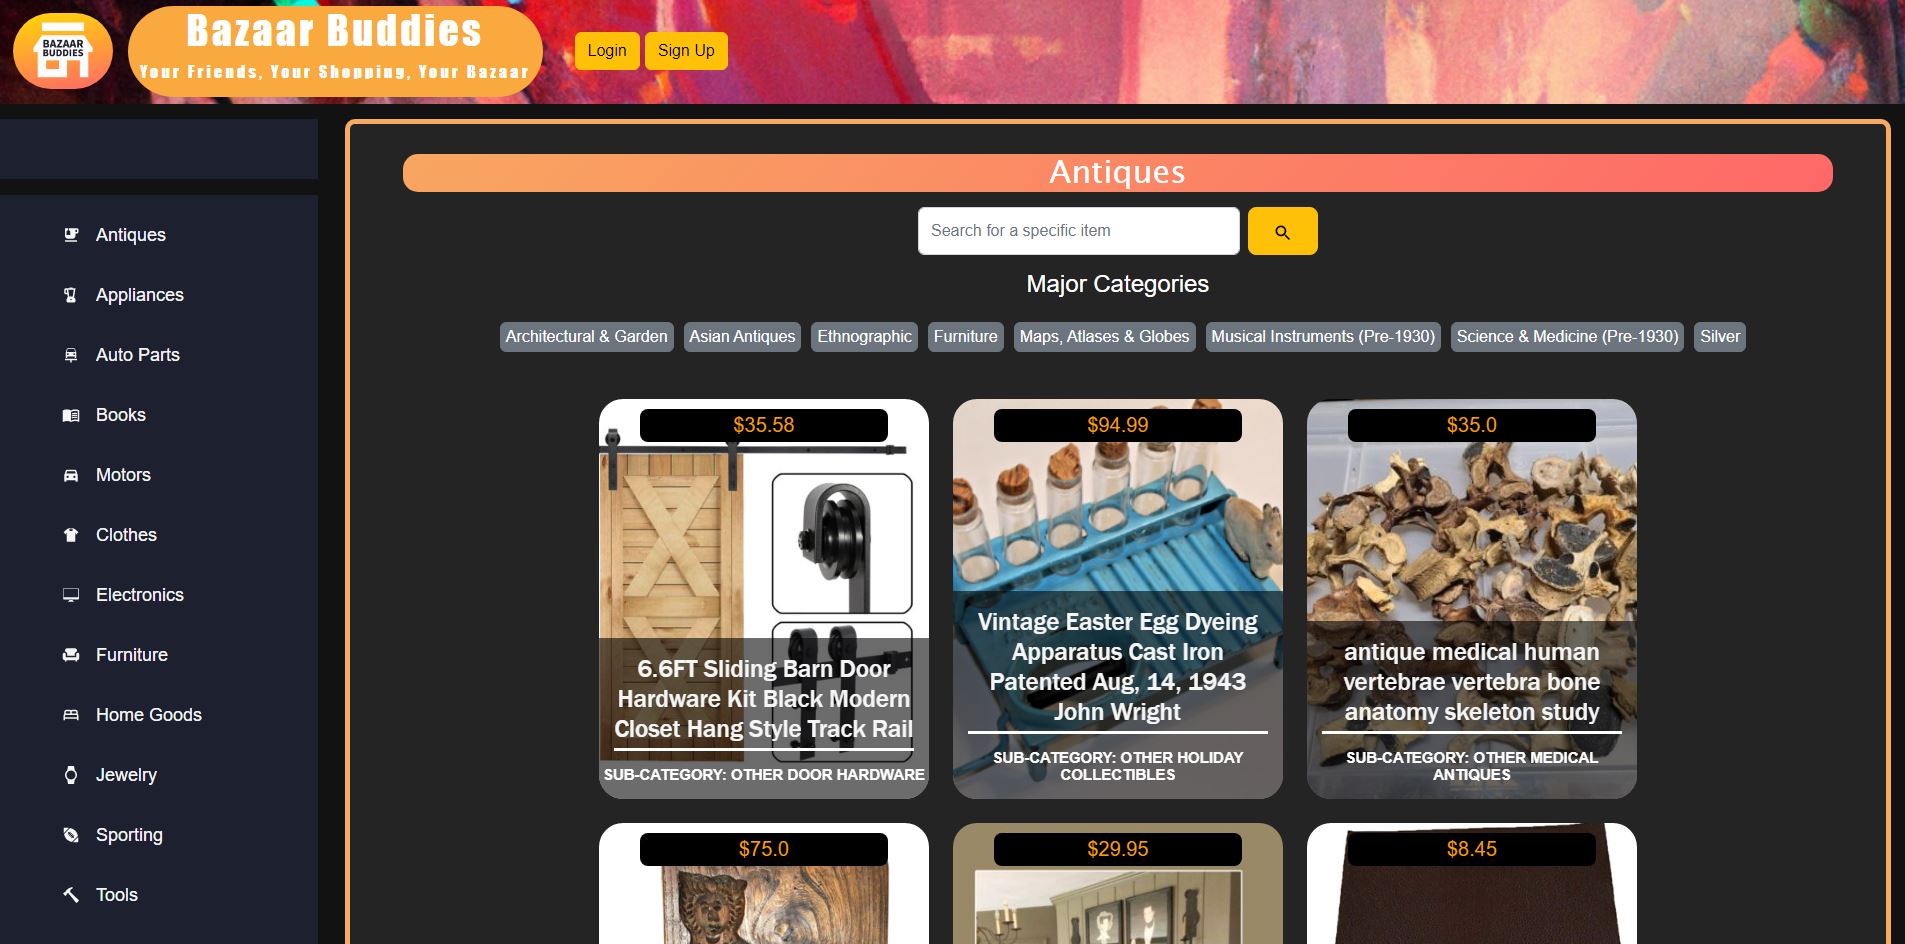 BAZAAR
BUDDIES
Bazaar Buddies
Your Friends, Your Shopping, Your Bazaar
Login
Sign Up
Antiques
Appliances
Auto Parts
Books
Motors
Clothes
Electronics
Furniture
Home Goods
Jewelry
Sporting
Tools
Antiques
Search for a specific item
Major Categories
Architectural & Garden
Asian Antiques
Ethnographic
Furniture
Maps, Atlases & Globes
Musical Instruments (Pre-1930)
Science & Medicine (Pre-1930)
Silver
$35.58
6.6FT Sliding Barn Door
Hardware Kit Black Modern
Closet Hang Style Track Rail
SUB-CATEGORY: OTHER DOOR HARDWARE
$94.99
Vintage Easter Egg Dyeing
Apparatus Cast Iron
Patented Aug, 14, 1943
John Wright
SUB-CATEGORY: OTHER HOLIDAY
COLLECTIBLES
$35.0
antique medical human
vertebrae vertebra bone
anatomy skeleton study
SUB-CATEGORY: OTHER MEDICAL
ANTIQUES
$75.0
$29.95
$8.45